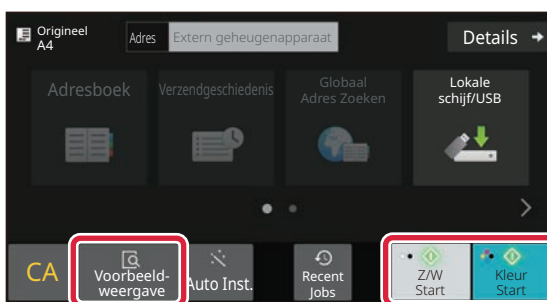 Origineel
A4
Adres
Extern geheugenapparaat
Details
Adresboek
Verzendgeschiedenis
Globaal
Adres Zoeken
Lokale
schijf/USB
CA
Voorbeeld-
weergave
Auto Inst.
Recent
Jobs
Z/W
Start
Kleur
Start